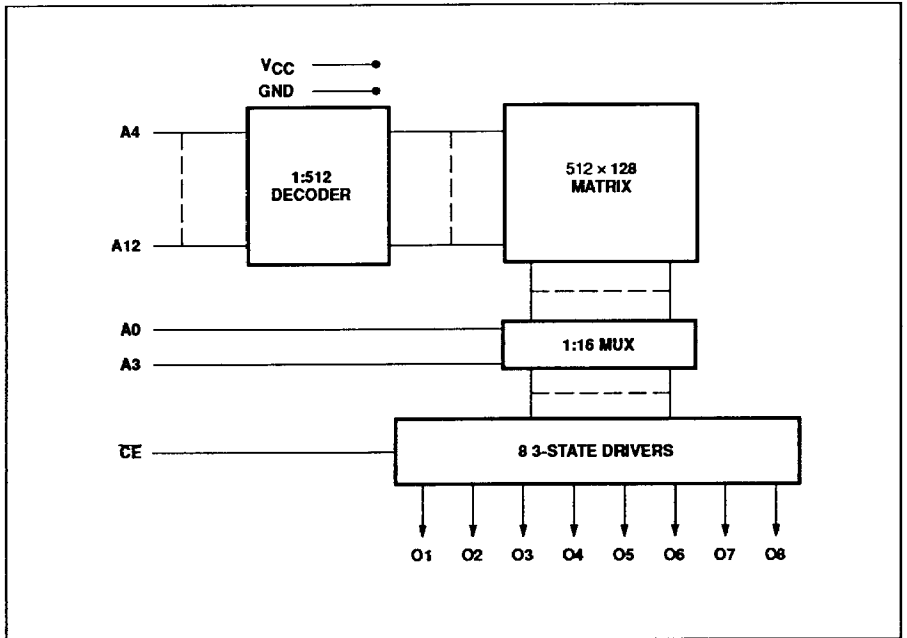 VCC
GND
A4
1:512
DECODER
512 × 128
MATRIX
A12
A0
1:16 MUX
A3
8 3-STATE DRIVERS
C̅E̅
O1 O2 O3 O4 O5 O6 O7 O8